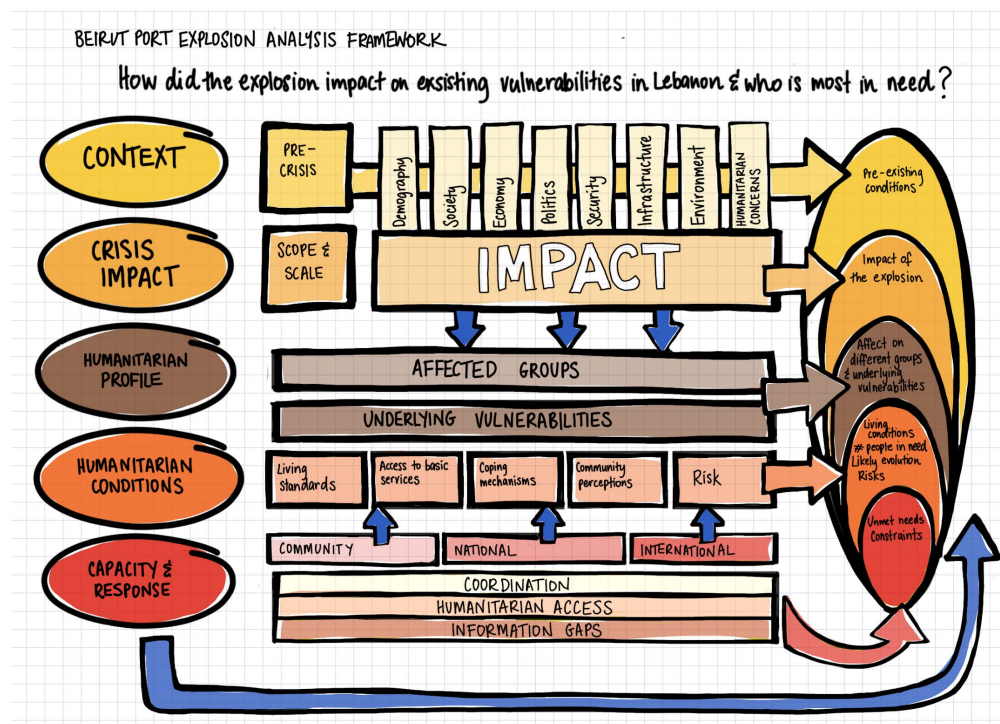 BEIRUT PORT EXPLOSION ANALYSIS FRAMEWORK
How did the explosion impact on exsisting vulnerabilities in Lebanon & who is most in need?
CONTEXT
PRE-
CRISIS
Demography
Society
Economy
Politics
Security
Infrastructure
Environment
HUMANITARIAN
CONCERNS
Pre-existing
conditions
CRISIS
IMPACT
SCOPE &
SCALE
IMPACT
Impact of
the explosion
HUMANITARIAN
PROFILE
AFFECTED GROUPS
UNDERLYING VULNERABILITIES
Affect on
different groups
& underlying
vulnerabilities
HUMANITARIAN
CONDITIONS
Living
standards
Access to basic
services
Coping
mechanisms
Community
perceptions
Risk
Living
conditions
# people in need
Likely evolution
Risks
CAPACITY &
RESPONSE
COMMUNITY
NATIONAL
INTERNATIONAL
COORDINATION
HUMANITARIAN ACCESS
INFORMATION GAPS
Unmet needs
Constraints